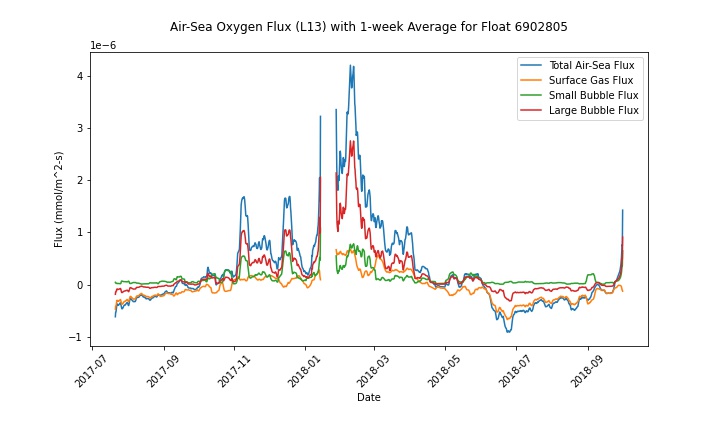 Air-Sea Oxygen Flux (L13) with 1-week Average for Float 6902805
1e−6
Total Air-Sea Flux
Surface Gas Flux
Small Bubble Flux
Large Bubble Flux
4
3
2
1
0
−1
Flux (mmol/m^2-s)
2017-07
2017-09
2017-11
2018-01
2018-03
2018-05
2018-07
2018-09
Date